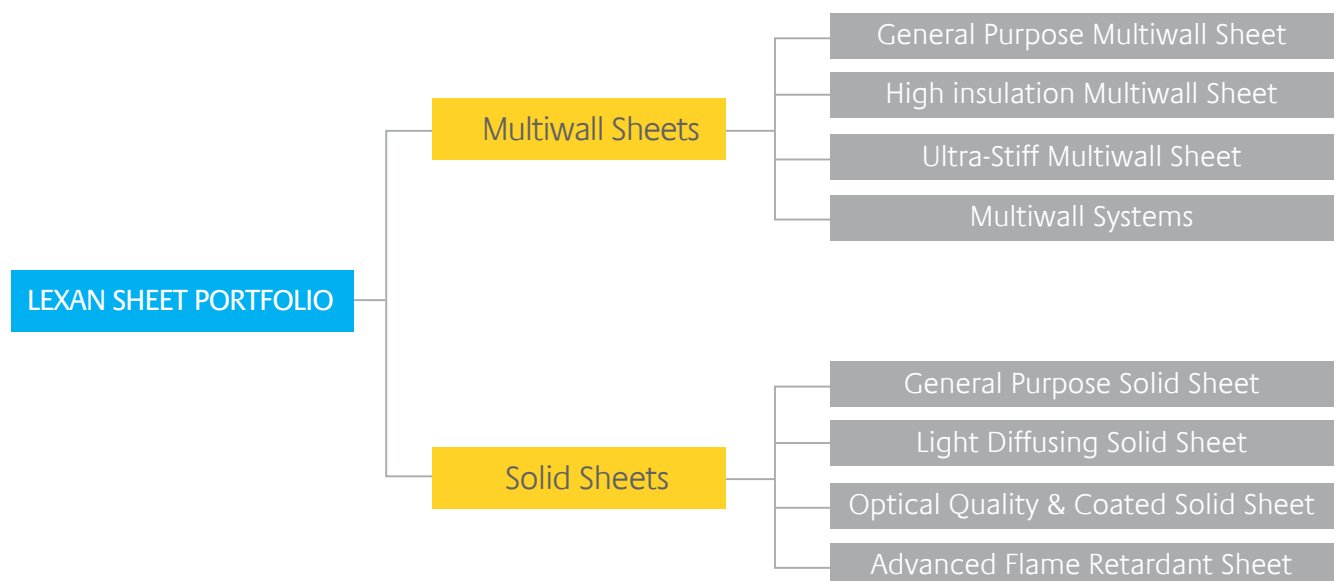 LEXAN SHEET PORTFOLIO
Multiwall Sheets
General Purpose Multiwall Sheet
High insulation Multiwall Sheet
Ultra-Stiff Multiwall Sheet
Multiwall Systems
Solid Sheets
General Purpose Solid Sheet
Light Diffusing Solid Sheet
Optical Quality & Coated Solid Sheet
Advanced Flame Retardant Sheet